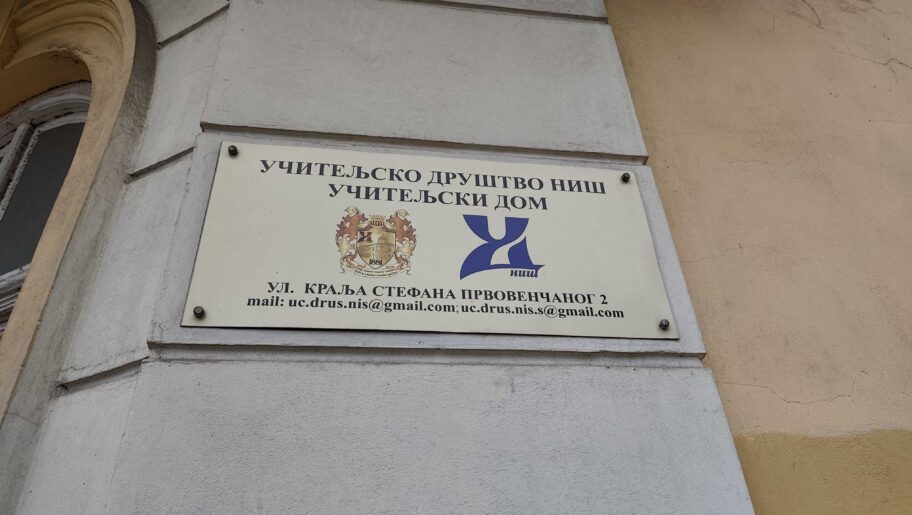 УЧИТЕЉСКО ДРУШТВО НИШ
УЧИТЕЉСКИ ДОМ
1881
ниш
УЛ. КРАЉА СТЕФАНА ПРВОВЕНЧАНОГ 2
mail: uc.drus.nis@gmail.com; uc.drus.nis.s@gmail.com